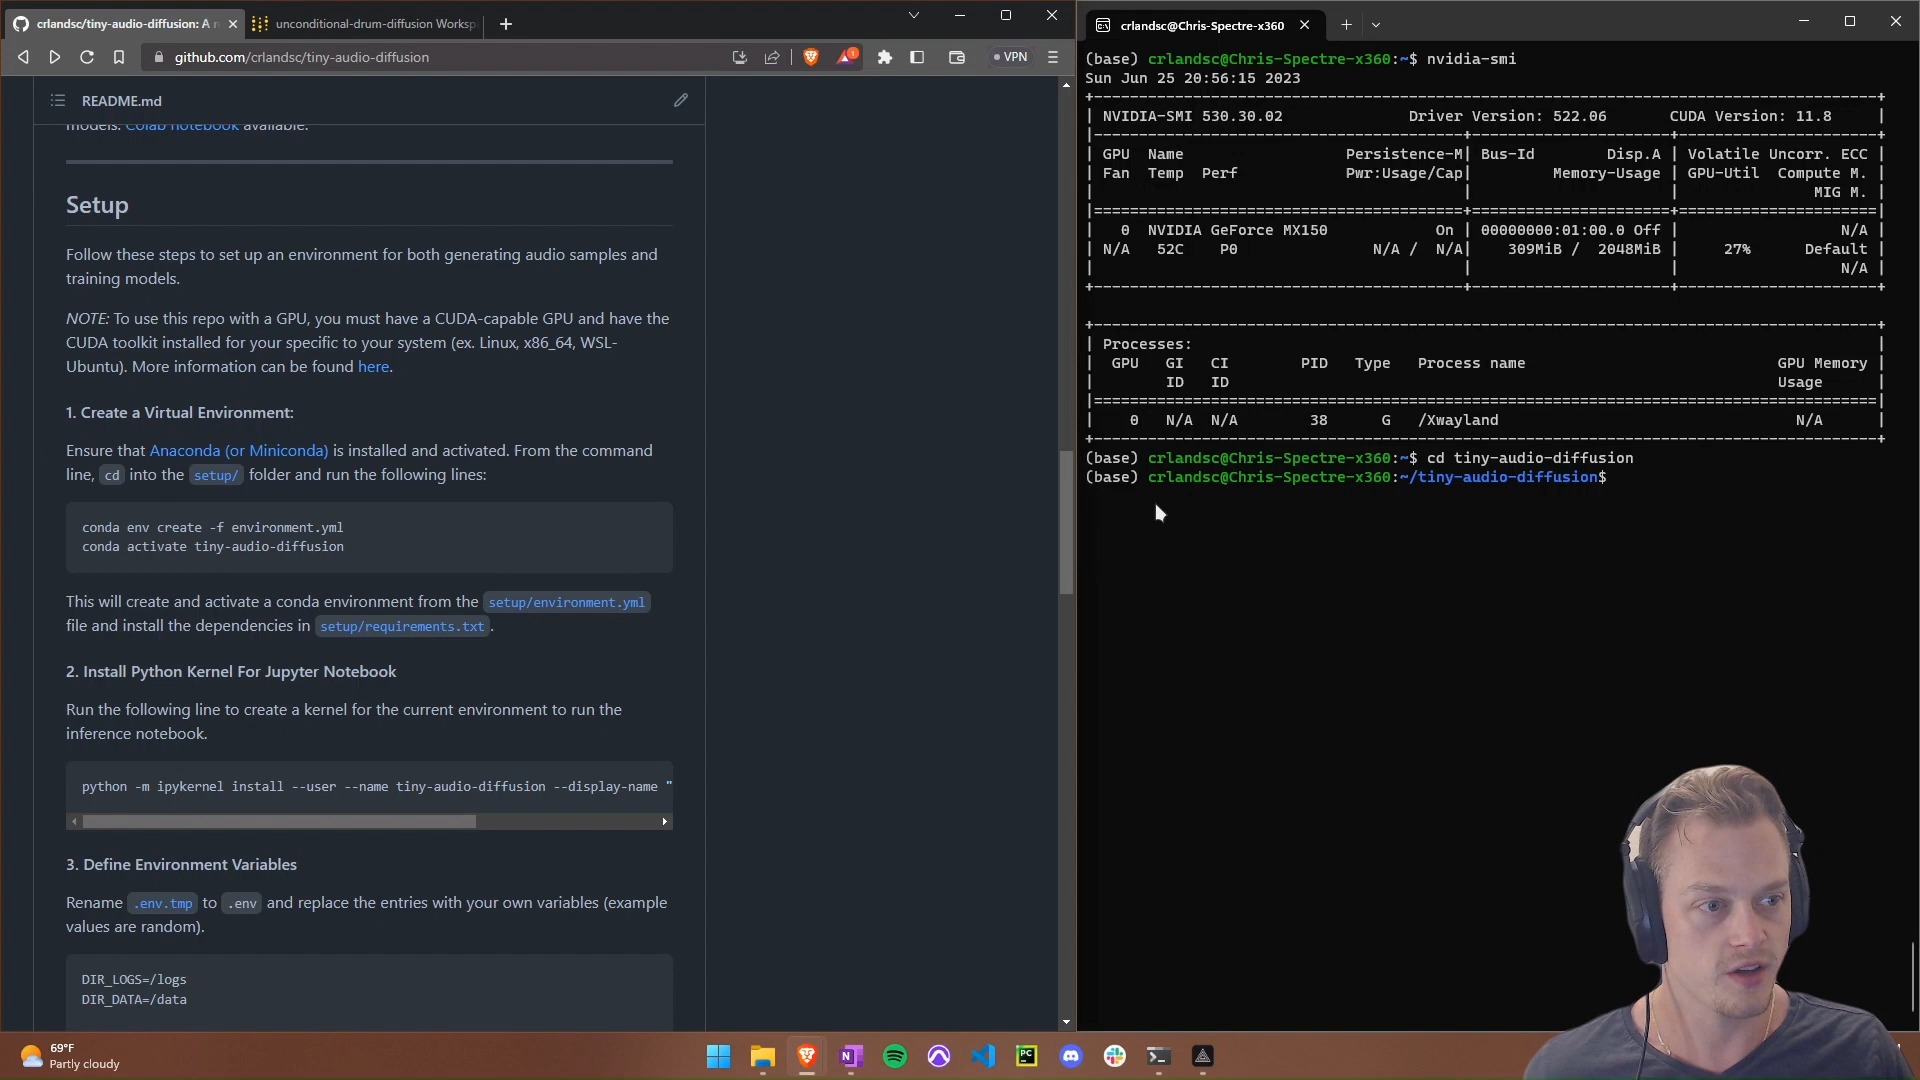 crlandsc/tiny-audio-diffusion: A r
unconditional-drum-diffusion Worksp
github.com/crlandsc/tiny-audio-diffusion
1
VPN
README.md
models. Colab notebook available.
Setup
Follow these steps to set up an environment for both generating audio samples and
training models.
NOTE: To use this repo with a GPU, you must have a CUDA-capable GPU and have the
CUDA toolkit installed for your specific to your system (ex. Linux, x86_64, WSL-
Ubuntu). More information can be found here.
1. Create a Virtual Environment:
Ensure that Anaconda (or Miniconda) is installed and activated. From the command
line, cd into the setup/ folder and run the following lines:
conda env create -f environment.yml
conda activate tiny-audio-diffusion
This will create and activate a conda environment from the setup/environment.yml
file and install the dependencies in setup/requirements.txt.
2. Install Python Kernel For Jupyter Notebook
Run the following line to create a kernel for the current environment to run the
inference notebook.
python -m ipykernel install --user --name tiny-audio-diffusion --display-name "
3. Define Environment Variables
Rename .env.tmp to .env and replace the entries with your own variables (example
values are random).
DIR_LOGS=/logs
DIR_DATA=/data
crlandsc@Chris-Spectre-x360
(base) crlandsc@Chris-Spectre-x360:~$ nvidia-smi
Sun Jun 25 20:56:15 2023
NVIDIA-SMI 530.30.02 Driver Version: 522.06 CUDA Version: 11.8
GPU Name Persistence-M| Bus-Id Disp.A | Volatile Uncorr. ECC |
Fan Temp Perf Pwr:Usage/Cap| Memory-Usage | GPU-Util Compute M. |
MIG M. |
0 NVIDIA GeForce MX150 On | 00000000:01:00.0 Off | N/A |
N/A 52C P0 N/A / N/A| 309MiB / 2048MiB | 27% Default |
N/A |
Processes:
GPU GI CI PID Type Process name GPU Memory |
ID ID Usage |
0 N/A N/A 38 G /Xwayland N/A |
(base) crlandsc@Chris-Spectre-x360:~$ cd tiny-audio-diffusion
(base) crlandsc@Chris-Spectre-x360:~/tiny-audio-diffusion$
69°F
Partly cloudy